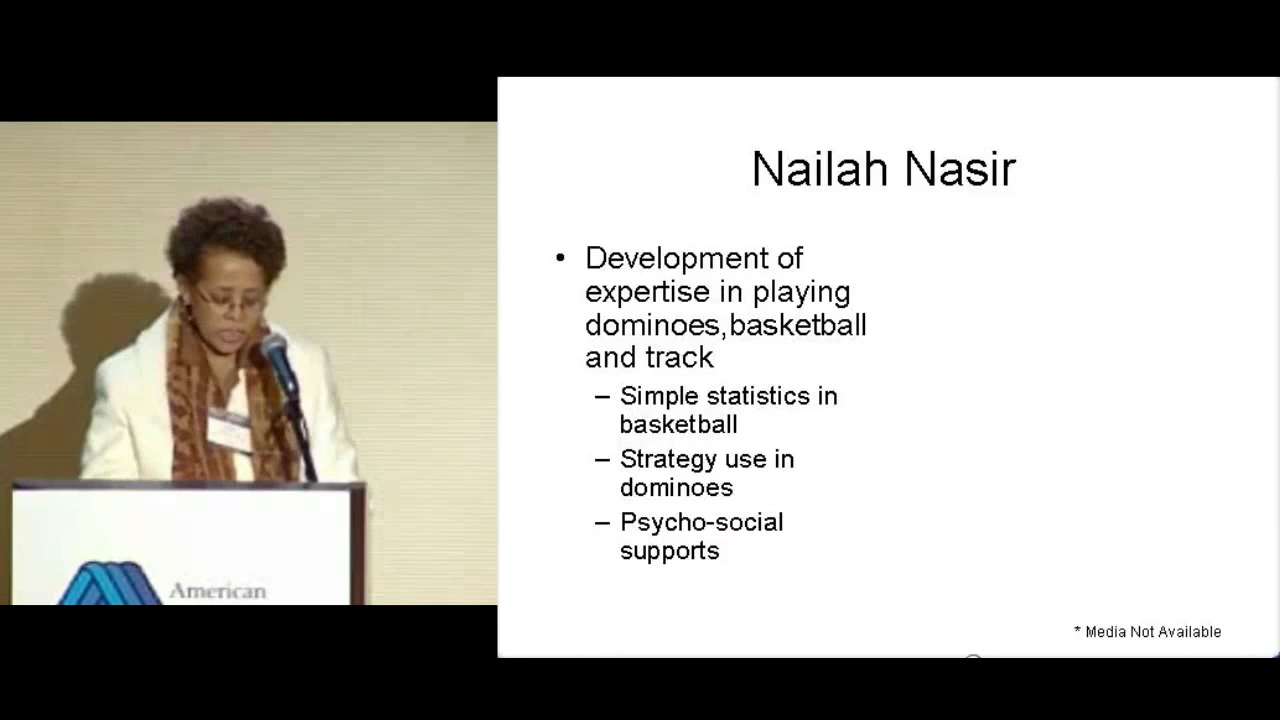 Nailah Nasir
• Development of
expertise in playing
dominoes,basketball
and track
– Simple statistics in
basketball
– Strategy use in
dominoes
– Psycho-social
supports
* Media Not Available
American